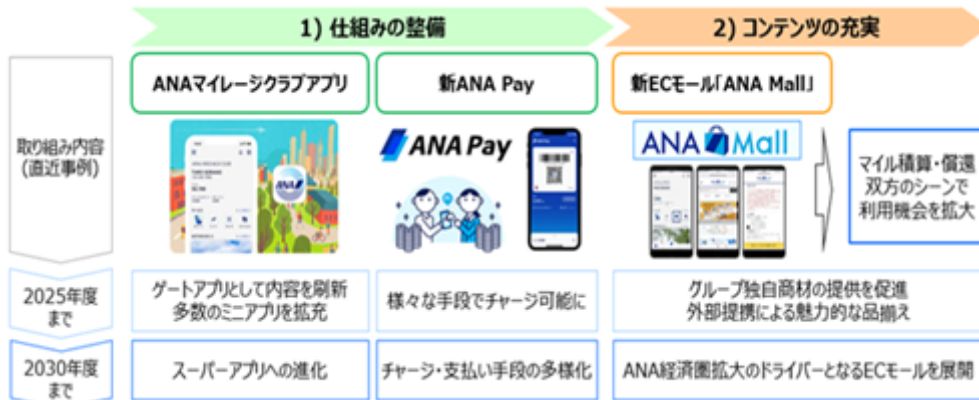 1) 仕組みの整備
2) コンテンツの充実
取り組み内容
(直近事例)
ANAマイレージクラブアプリ
新ANA Pay
新ECモール「ANA Mall」
ANA
ANA Pay
ANA Mall
マイル積算・償還
双方のシーンで
利用機会を拡大
2025年度
まで
ゲートアプリとして内容を刷新
多数のミニアプリを拡充
様々な手段でチャージ可能に
グループ独自商材の提供を促進
外部提携による魅力的な品揃え
2030年度
まで
スーパーアプリへの進化
チャージ・支払い手段の多様化
ANA経済圏拡大のドライバーとなるECモールを展開